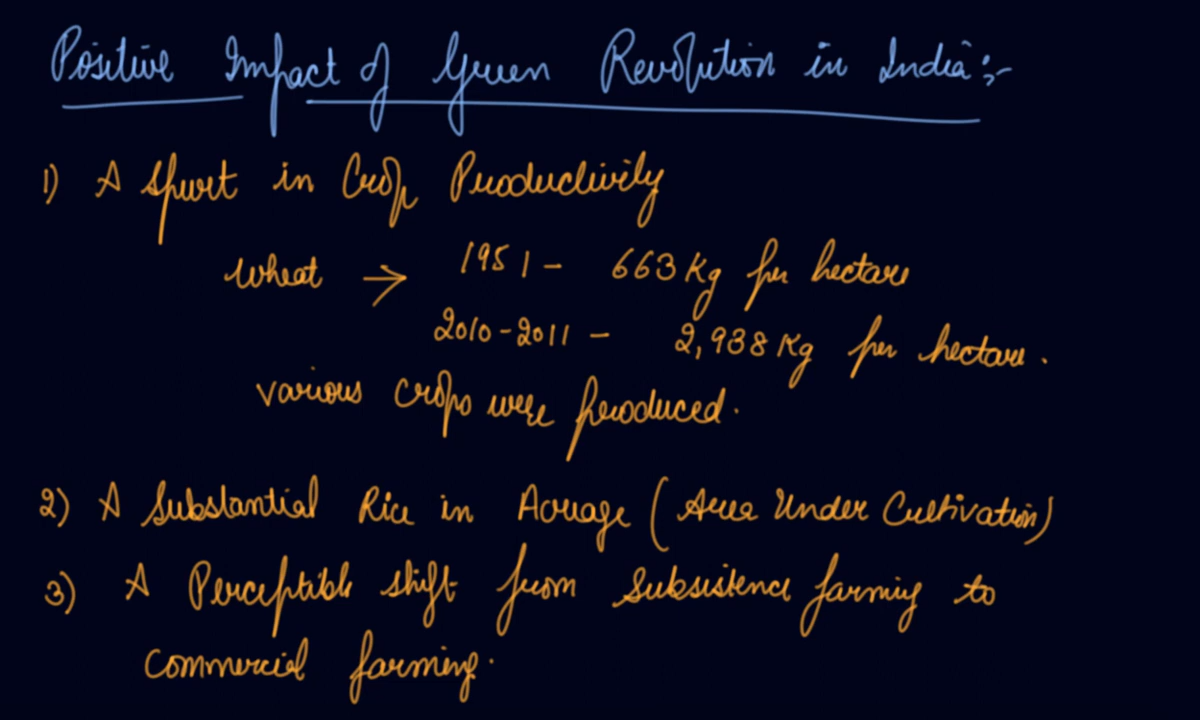 Positive Impact of Green Revolution in India :-
1) A Spurt in Crop Productivity
Wheat → 1951 - 663 Kg per hectare
2010-2011 - 2,938 Kg per hectare.
various crops were produced.
2) A Substantial Rice in Acreage (Area Under Cultivation)
3) A Perceptible shift from Subsistence farming to
commercial farming.